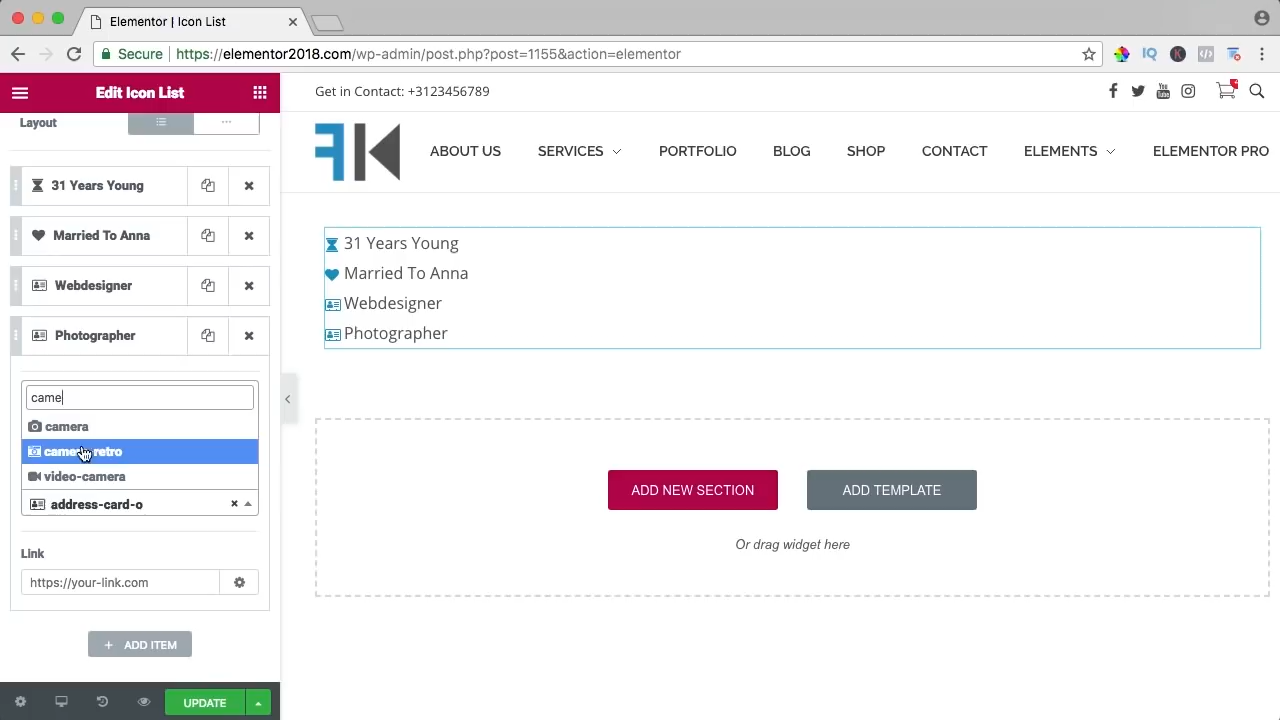 Elementor | Icon List
Secure
https://elementor2018.com/wp-admin/post.php?post=1155&action=elementor
Edit Icon List
Layout
31 Years Young
Married To Anna
Webdesigner
Photographer
came
camera
camera-retro
video-camera
address-card-o
Link
https://your-link.com
+ ADD ITEM
UPDATE
Get in Contact: +3123456789
FK
ABOUT US
SERVICES
PORTFOLIO
BLOG
SHOP
CONTACT
ELEMENTS
ELEMENTOR PRO
31 Years Young
Married To Anna
Webdesigner
Photographer
ADD NEW SECTION
ADD TEMPLATE
Or drag widget here